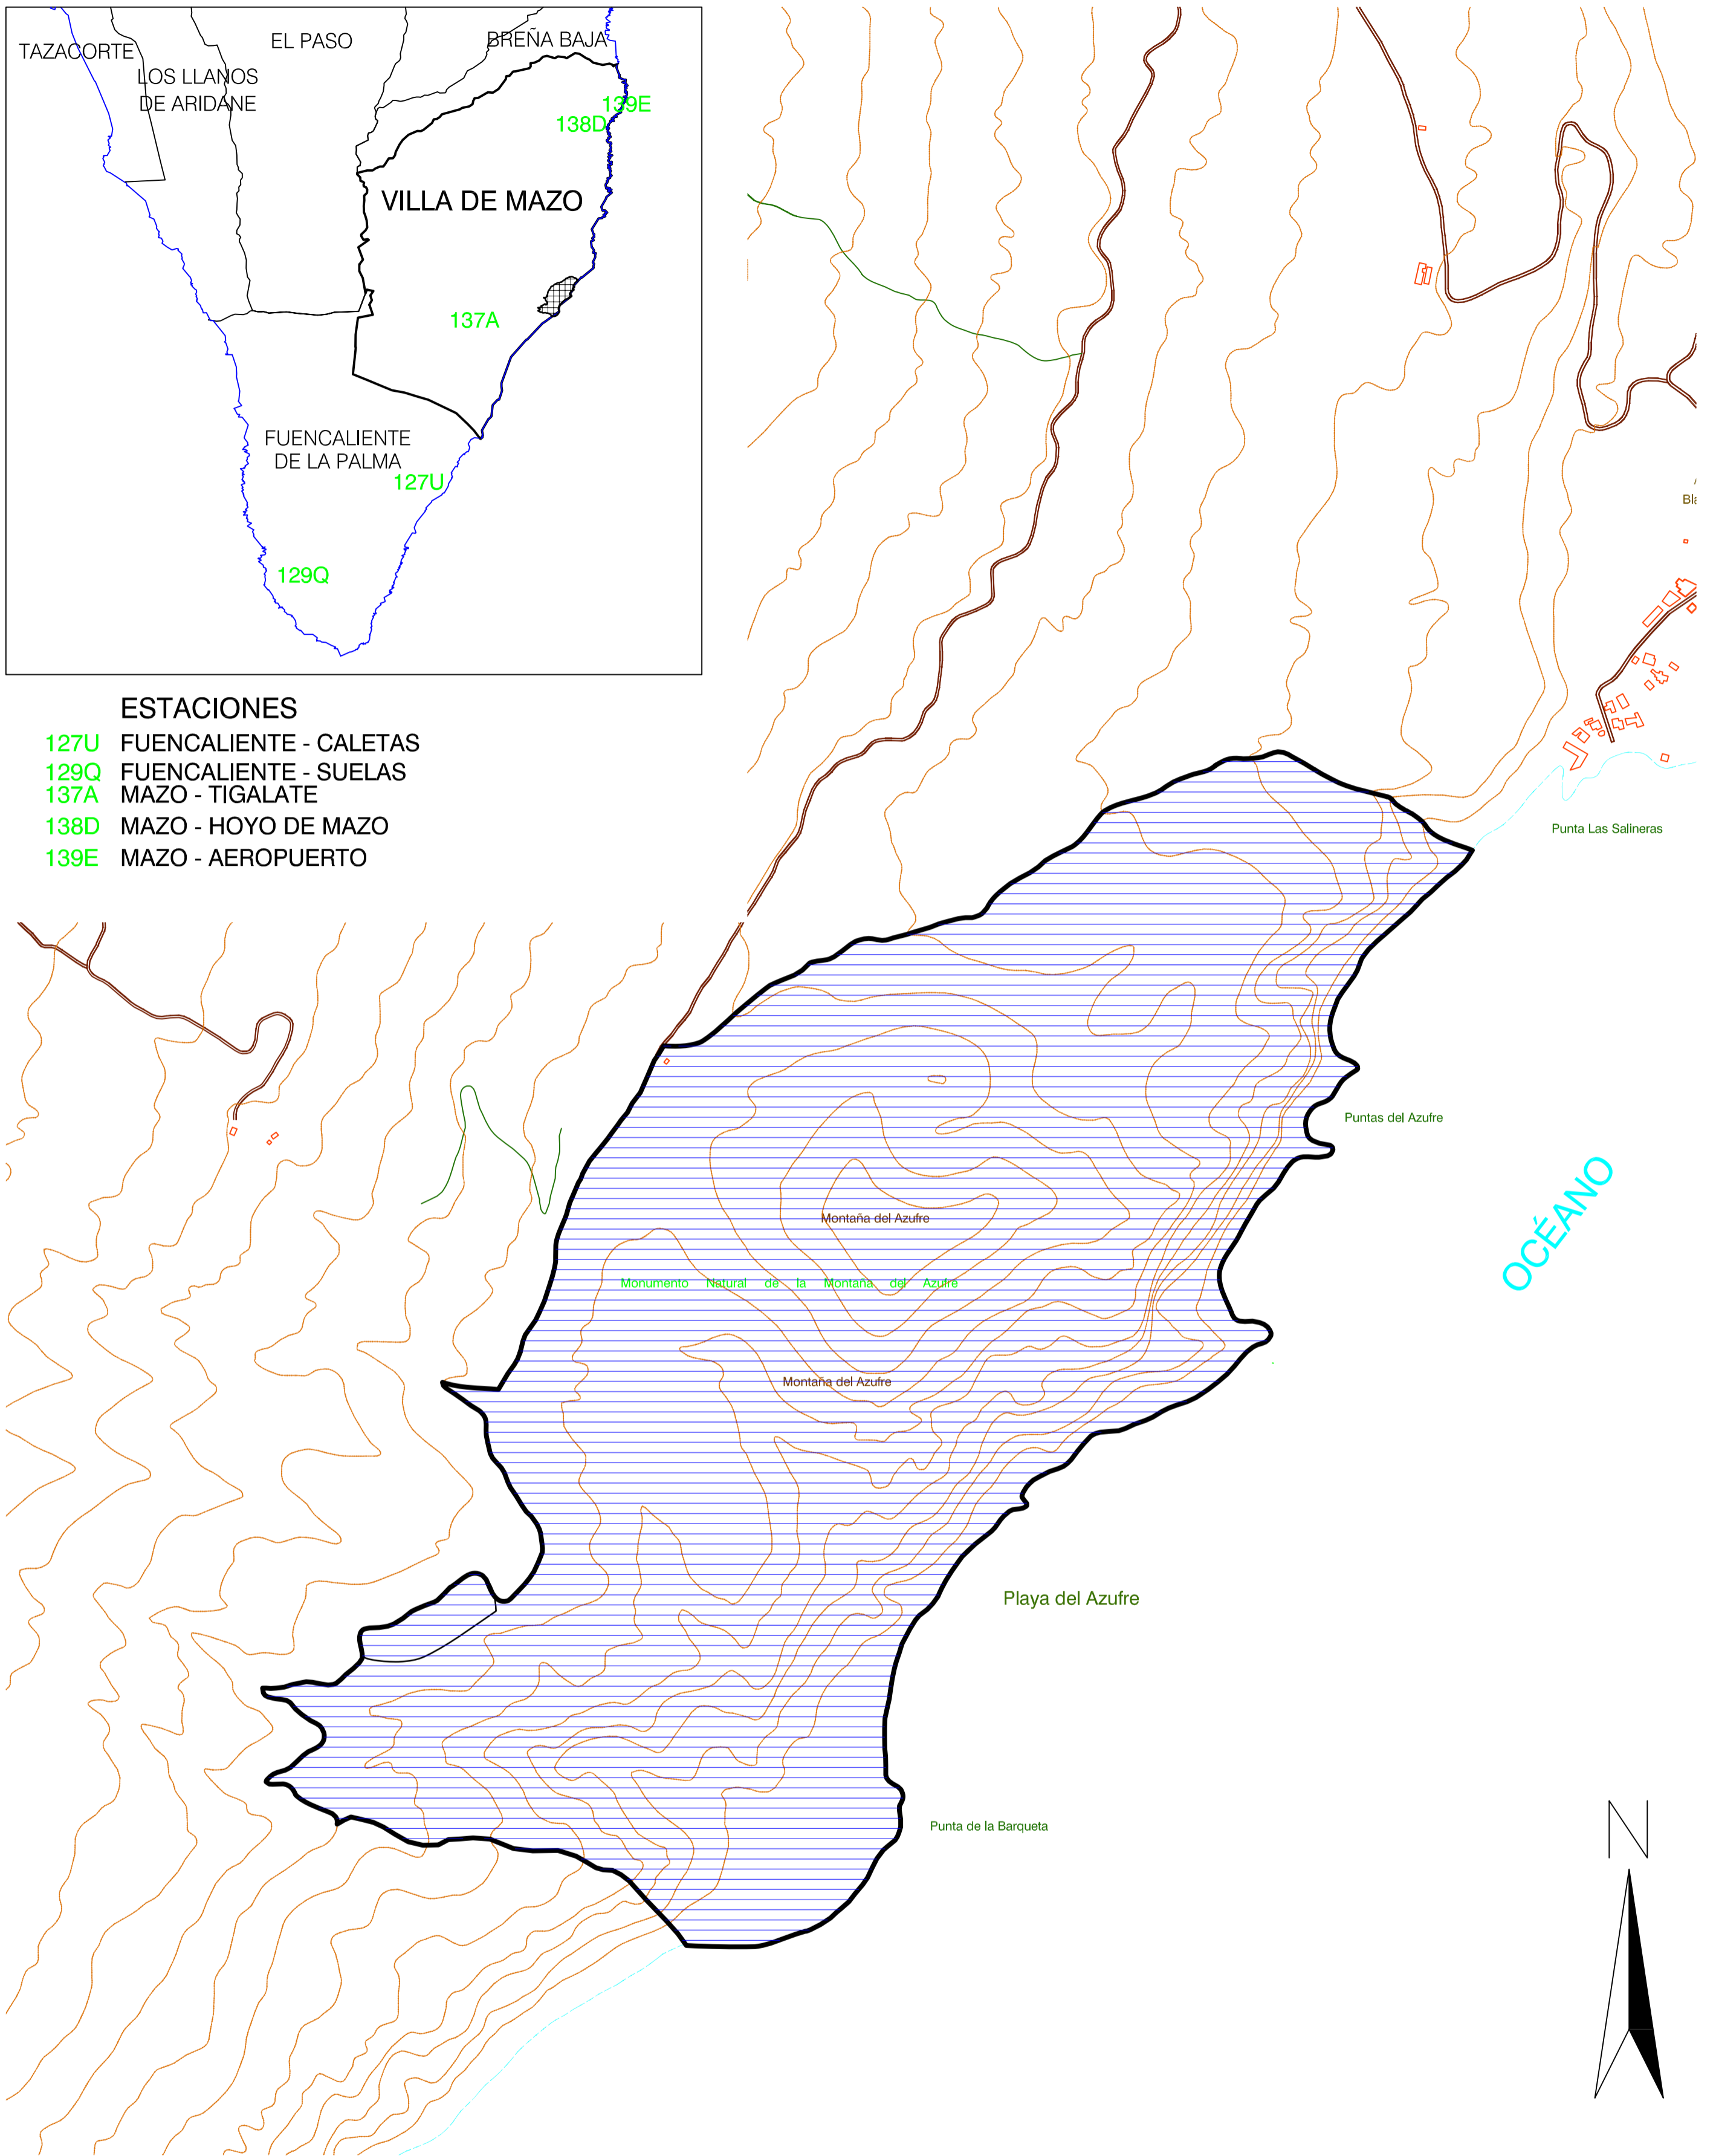 TAZACORTE
EL PASO
BREÑA BAJA
LOS LLANOS
DE ARIDANE
139E
138D
VILLA DE MAZO
137A
FUENCALIENTE
DE LA PALMA
127U
129Q
ESTACIONES
127U FUENCALIENTE - CALETAS
129Q FUENCALIENTE - SUELAS
137A MAZO - TIGALATE
138D MAZO - HOYO DE MAZO
139E MAZO - AEROPUERTO
Punta Las Salineras
Puntas del Azufre
OCÉANO
Montaña del Azufre
Monumento Natural de la Montaña del Azufre
Montaña del Azufre
Playa del Azufre
Punta de la Barqueta
N